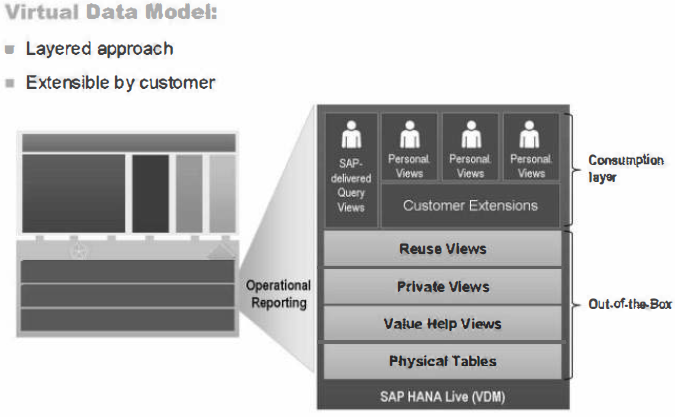 Virtual Data Model:
Layered approach
Extensible by customer
SAP-
delivered
Query
Views
Personal
Views
Personal
Views
Personal
Views
Customer Extensions
Consumption
layer
Reuse Views
Private Views
Value Help Views
Physical Tables
Out-of-the-Box
Operational
Reporting
SAP HANA Live (VDM)